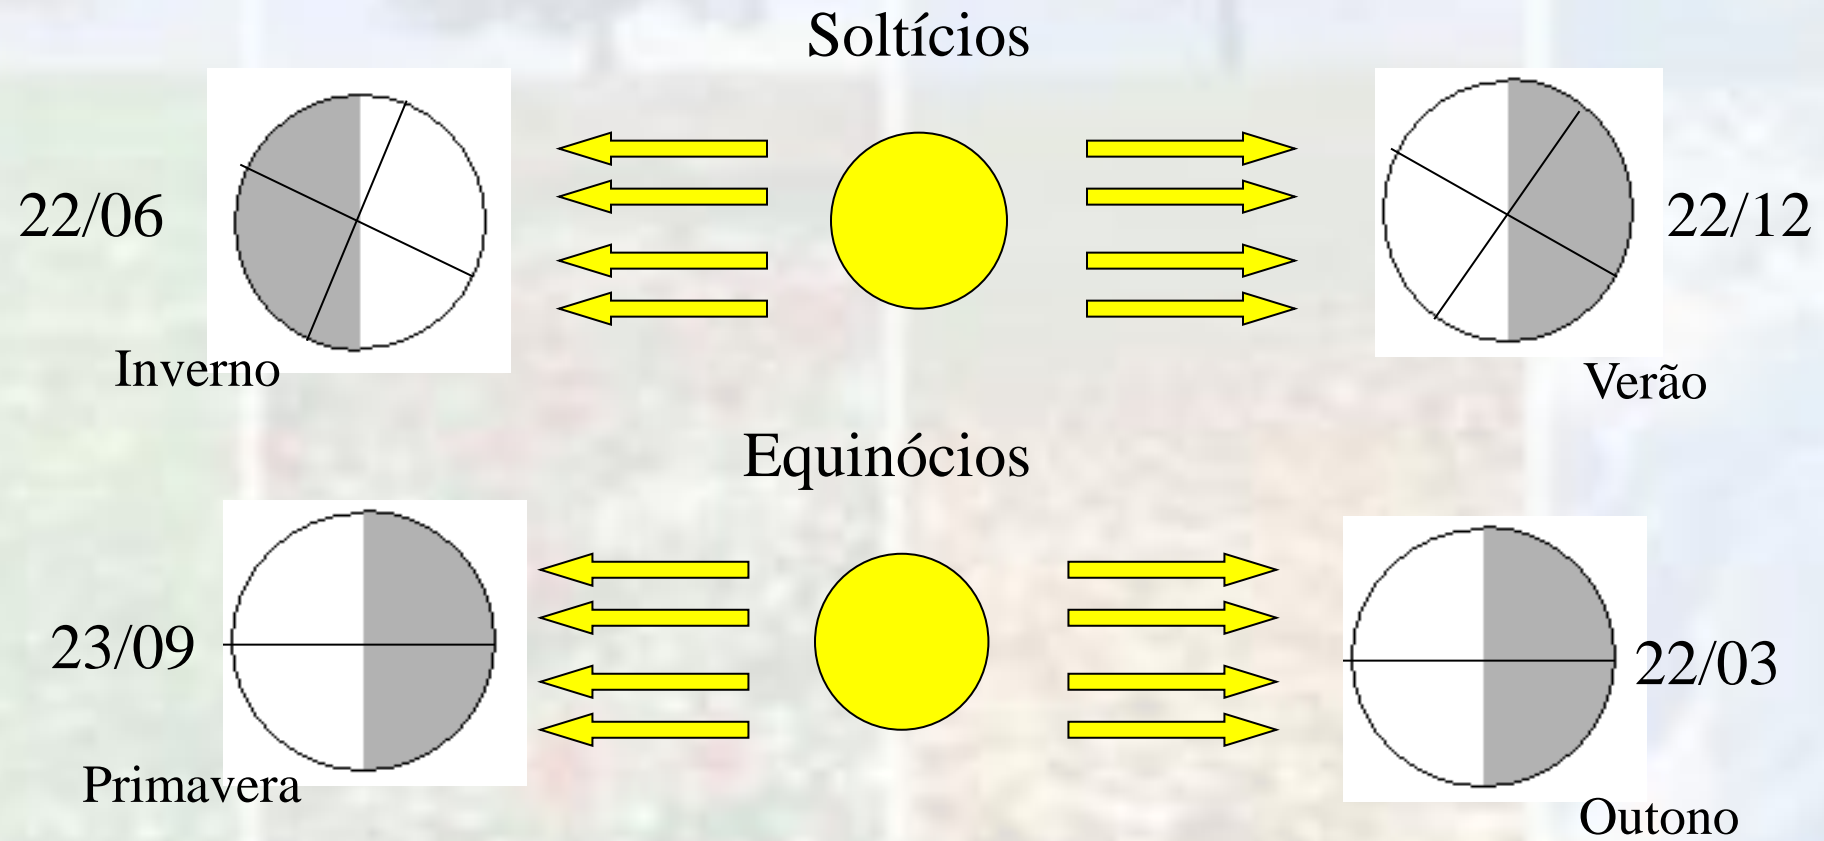 Soltícios
22/06
22/12
Inverno
Verão
Equinócios
23/09
22/03
Primavera
Outono